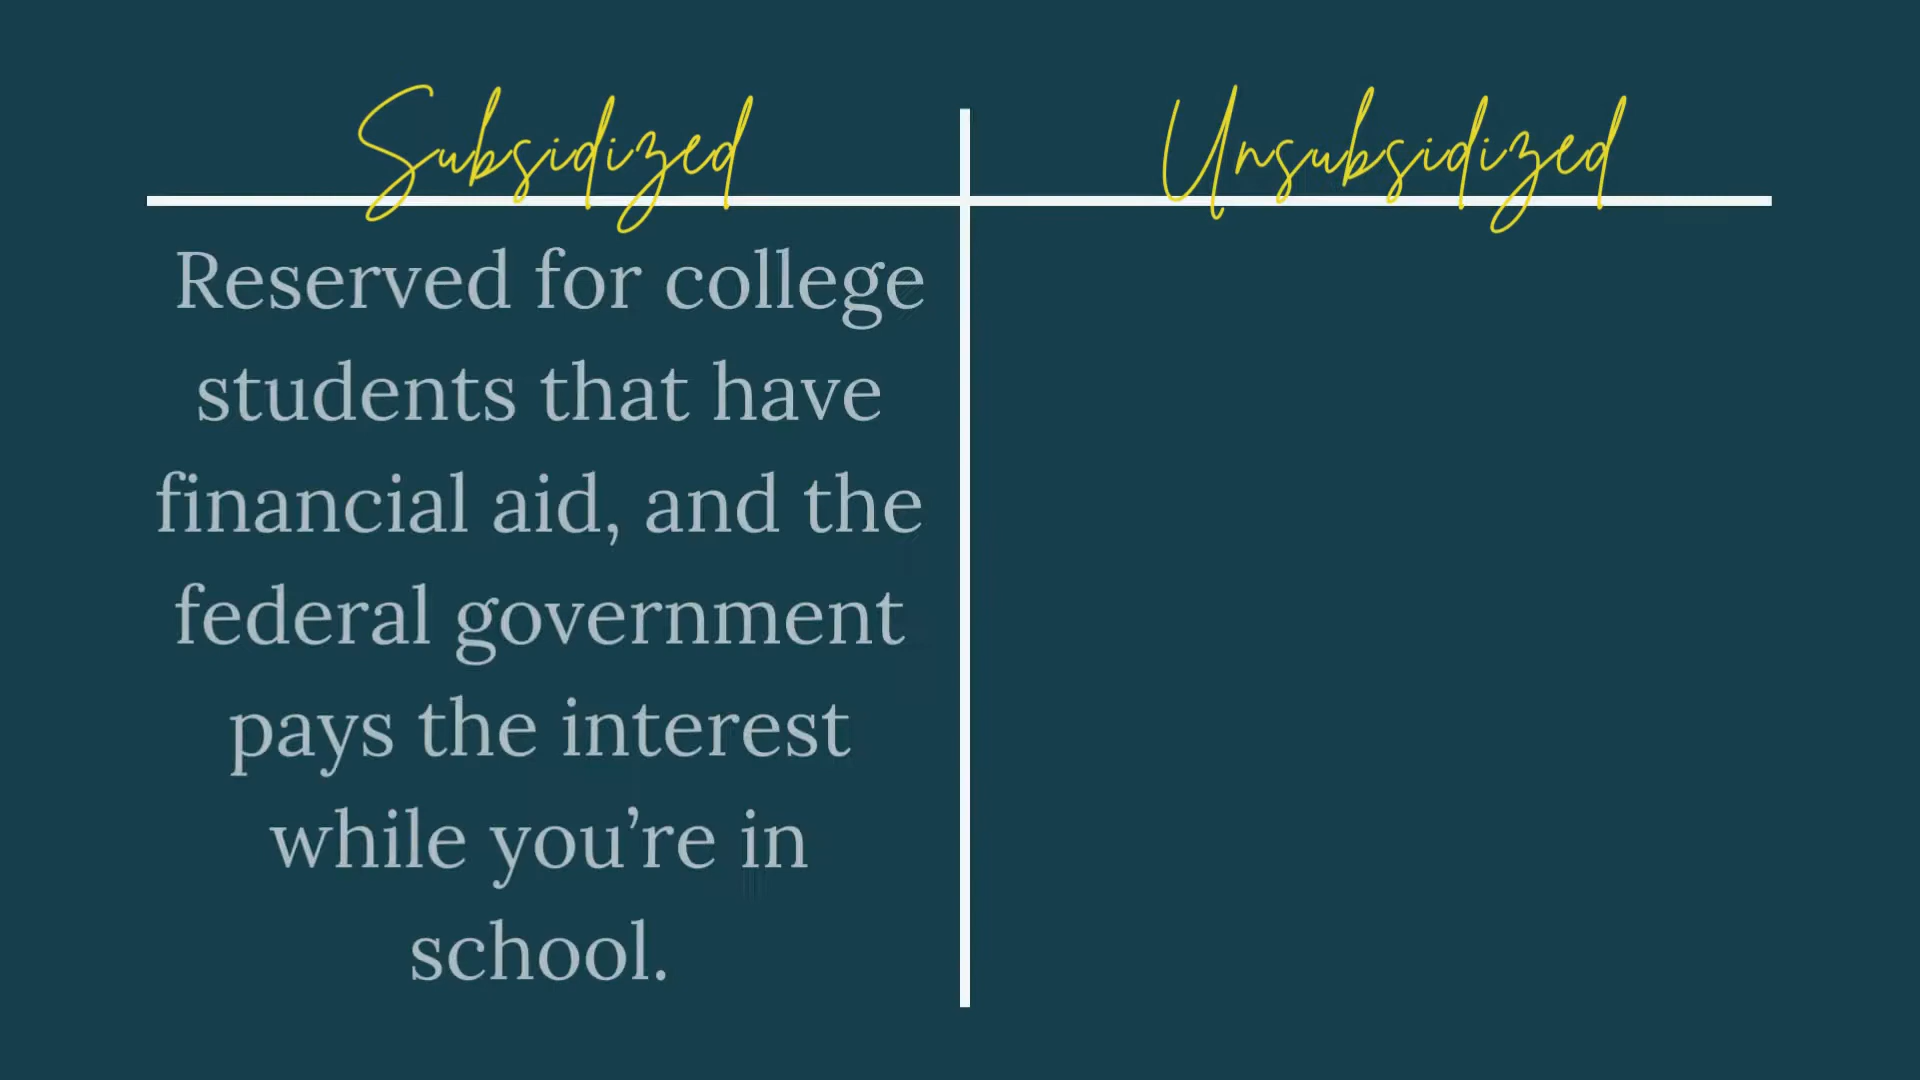 Subsidized
Unsubsidized
Reserved for college
students that have
financial aid, and the
federal government
pays the interest
while you’re in
school.